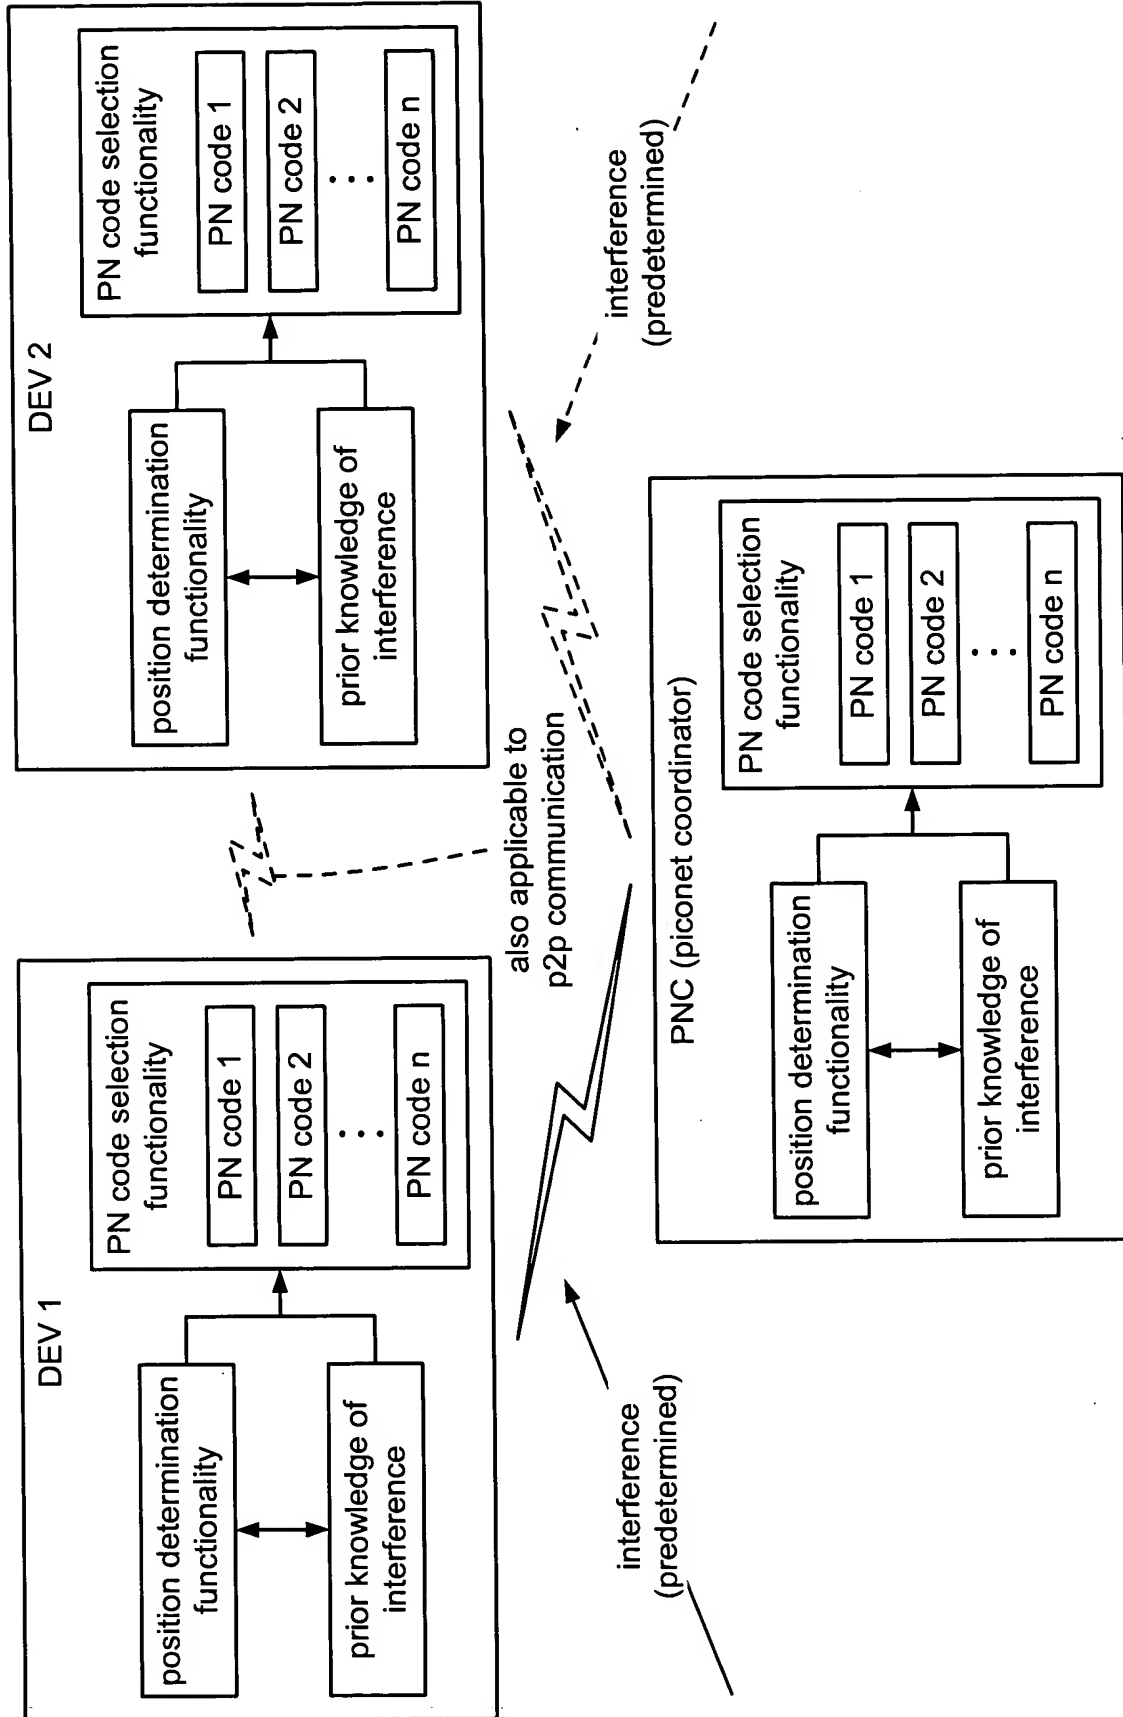 DEV 1
position determination
functionality
prior knowledge of
interference
PN code selection
functionality
PN code 1
PN code 2
...
PN code n
DEV 2
position determination
functionality
prior knowledge of
interference
PN code selection
functionality
PN code 1
PN code 2
...
PN code n
also applicable to
p2p communication
interference
(predetermined)
interference
(predetermined)
PNC (piconet coordinator)
position determination
functionality
prior knowledge of
interference
PN code selection
functionality
PN code 1
PN code 2
...
PN code n